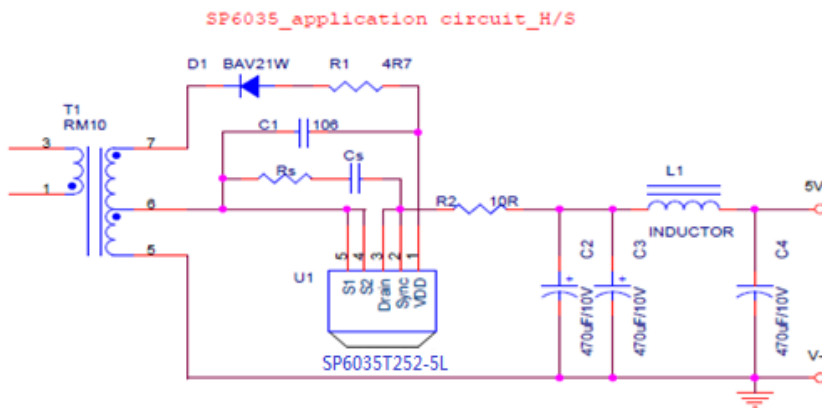 SP6035_application circuit_H/S
D1 BAV21W R1 4R7
T1
RM10
3
7
C1 106
Rs Cs
1
6
R2 10R
L1
5V
INDUCTOR
5
U1
5 4 3 2 1
S1 S2 Drain Sync VDD
C2
470uF/10V
C3
470uF/10V
C4
470uF/10V
SP6035T252-5L
V-